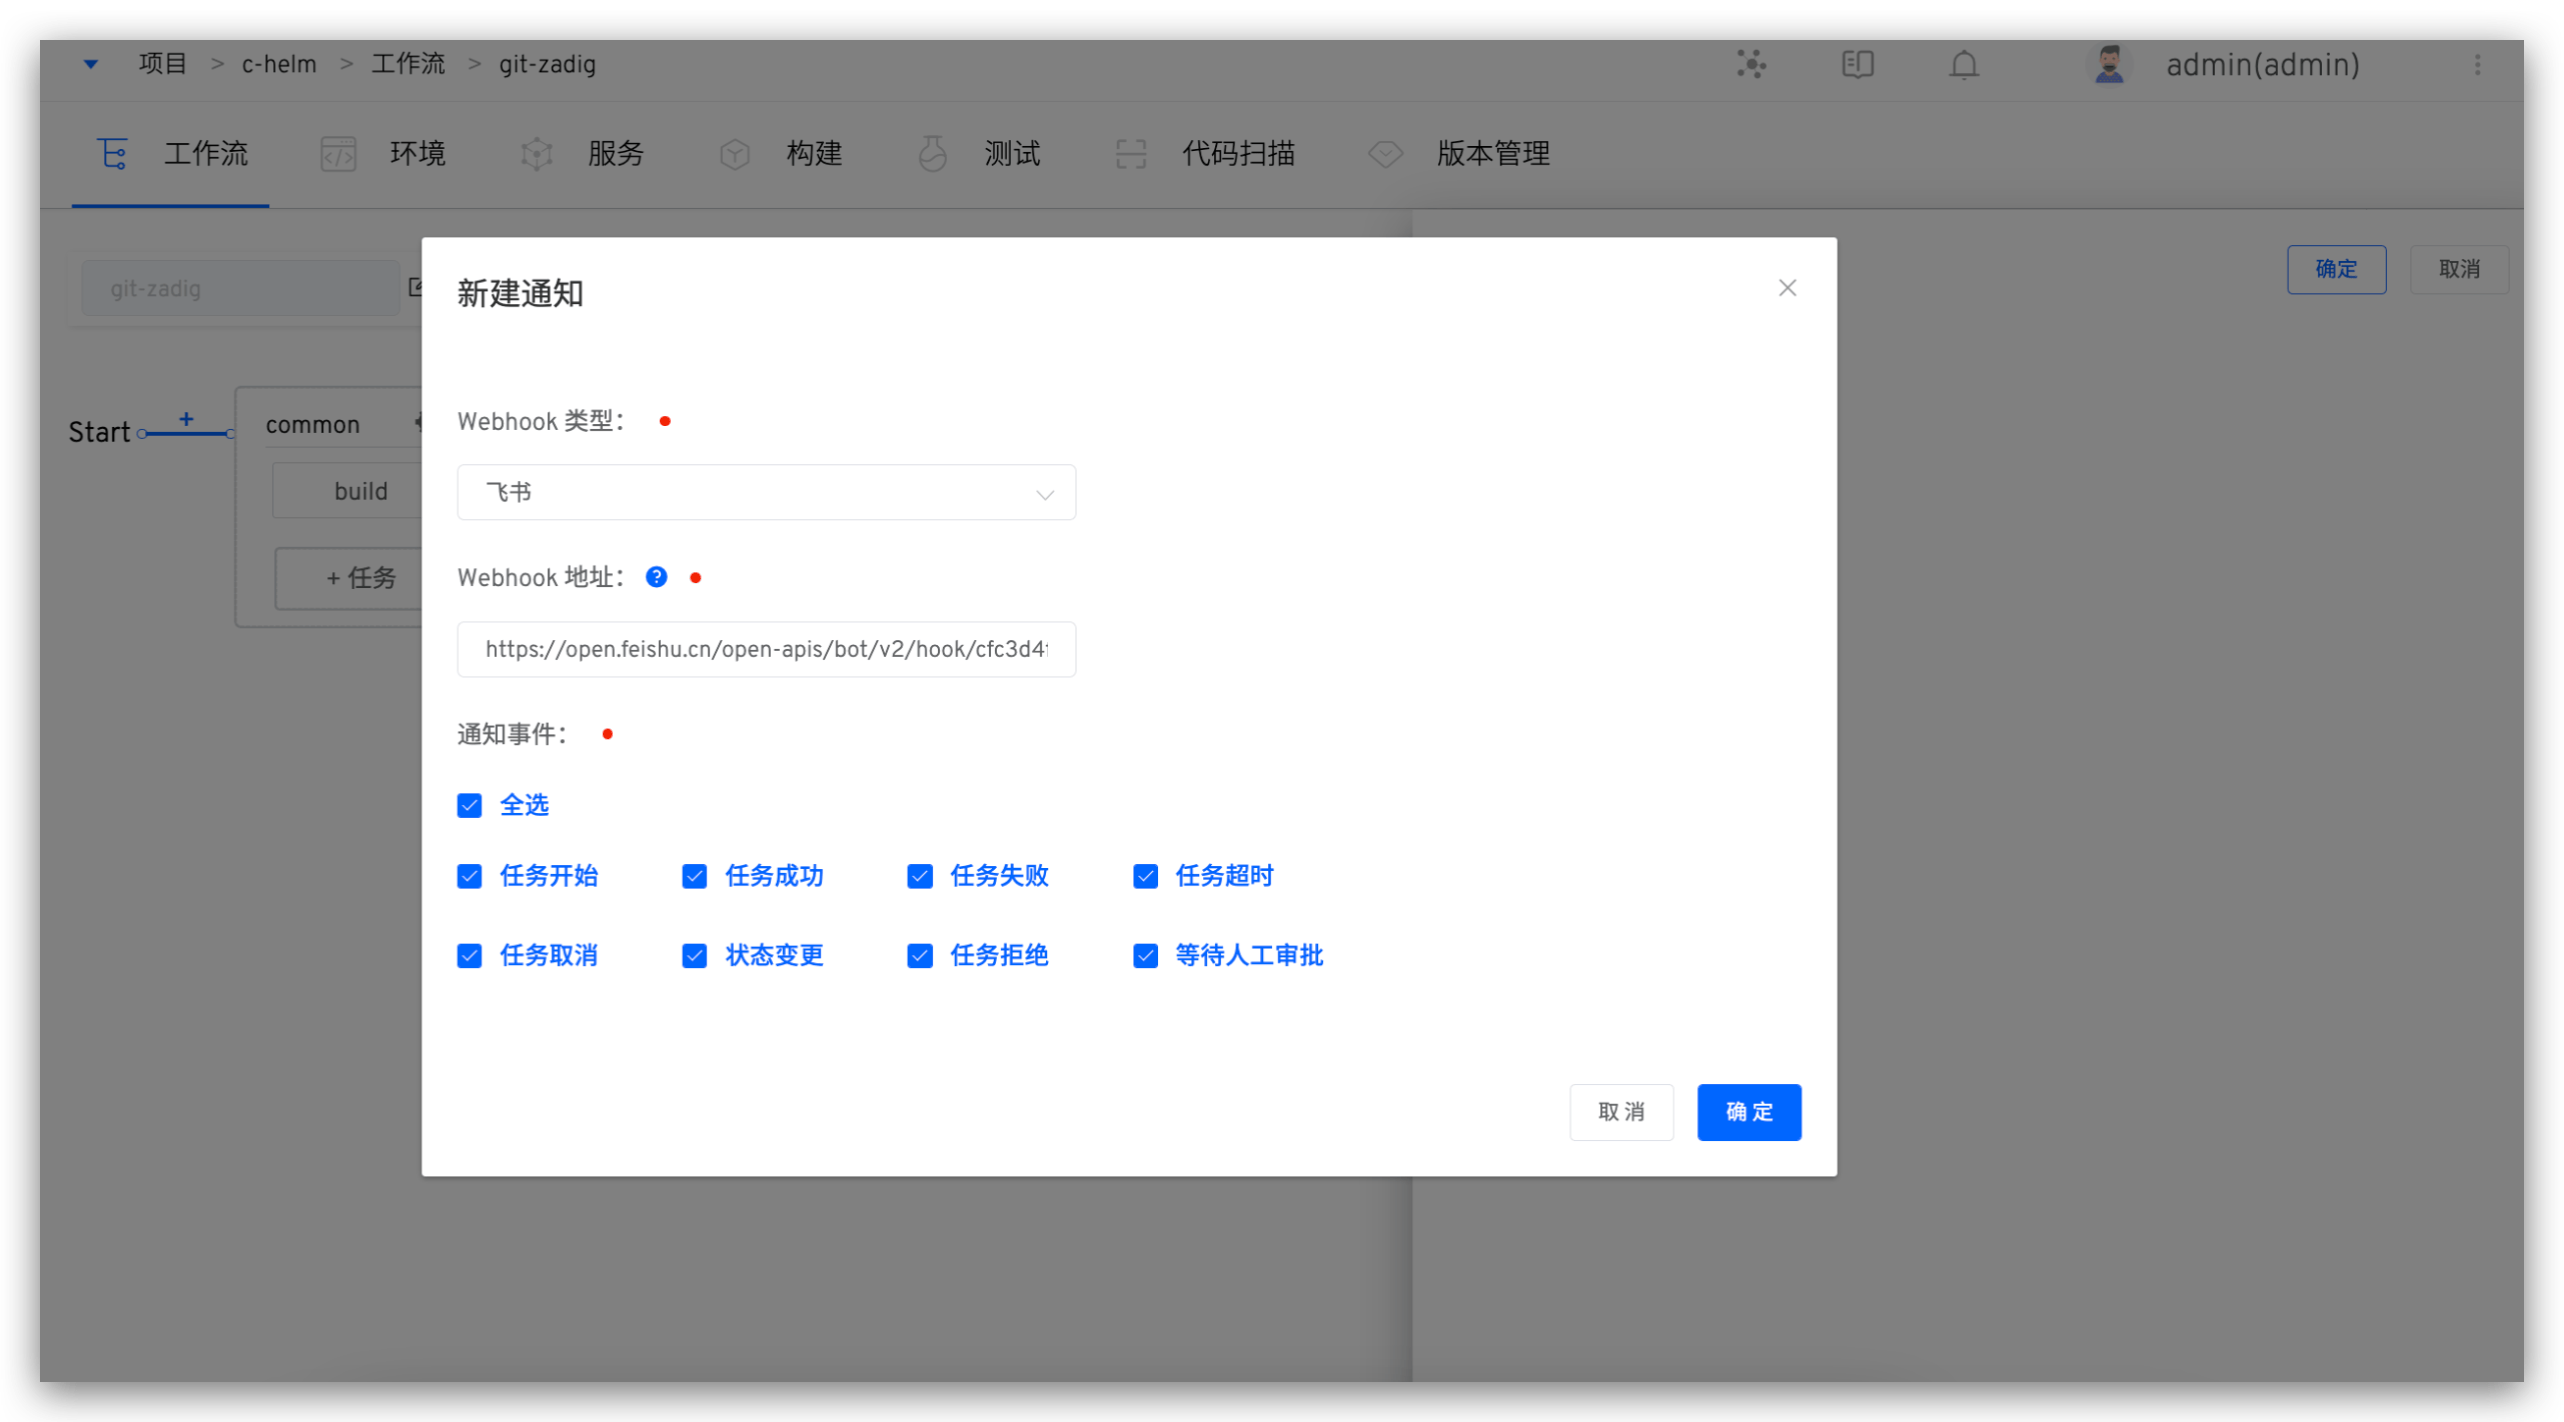 项目 > c-helm > 工作流 > git-zadig
admin(admin)
工作流 环境 服务 构建 测试 代码扫描 版本管理
git-zadig
确定 取消
新建通知
Start
+
common
build
+ 任务
Webhook 类型：
飞书
Webhook 地址： ?
https://open.feishu.cn/open-apis/bot/v2/hook/cfc3d4
通知事件：
全选
任务开始 任务成功 任务失败 任务超时
任务取消 状态变更 任务拒绝 等待人工审批
取消 确定